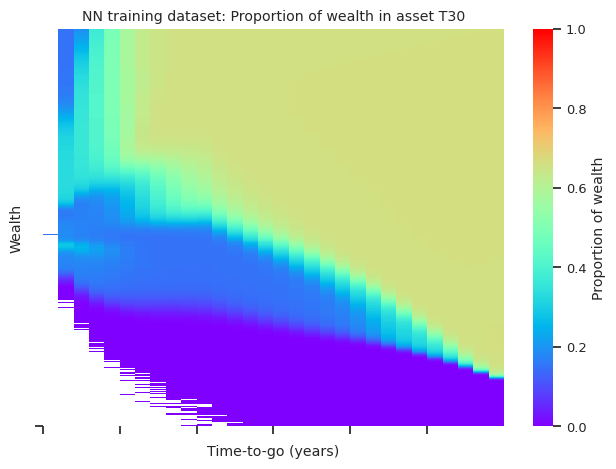 NN training dataset: Proportion of wealth in asset T30
Wealth
Time-to-go (years)
1.0
0.8
0.6
0.4
0.2
0.0
Proportion of wealth